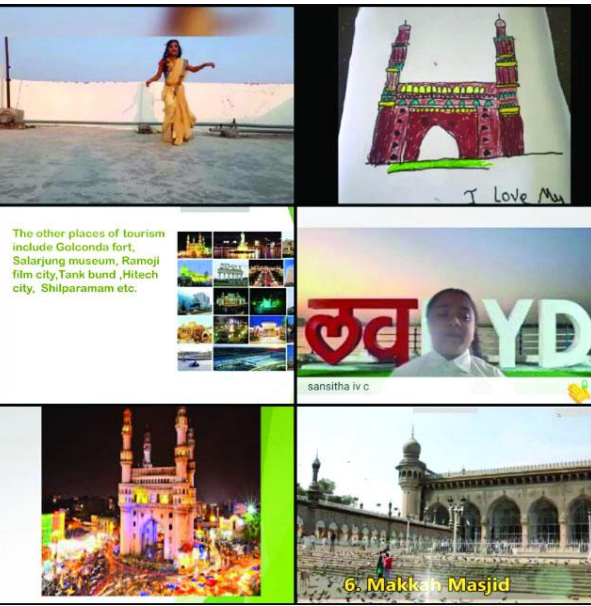 I Love My
The other places of tourism
include Golconda fort,
Salarjung museum, Ramoji
film city,Tank bund ,Hitech
city, Shilparamam etc.
लव HYD
sansitha iv c
6. Makkah Masjid